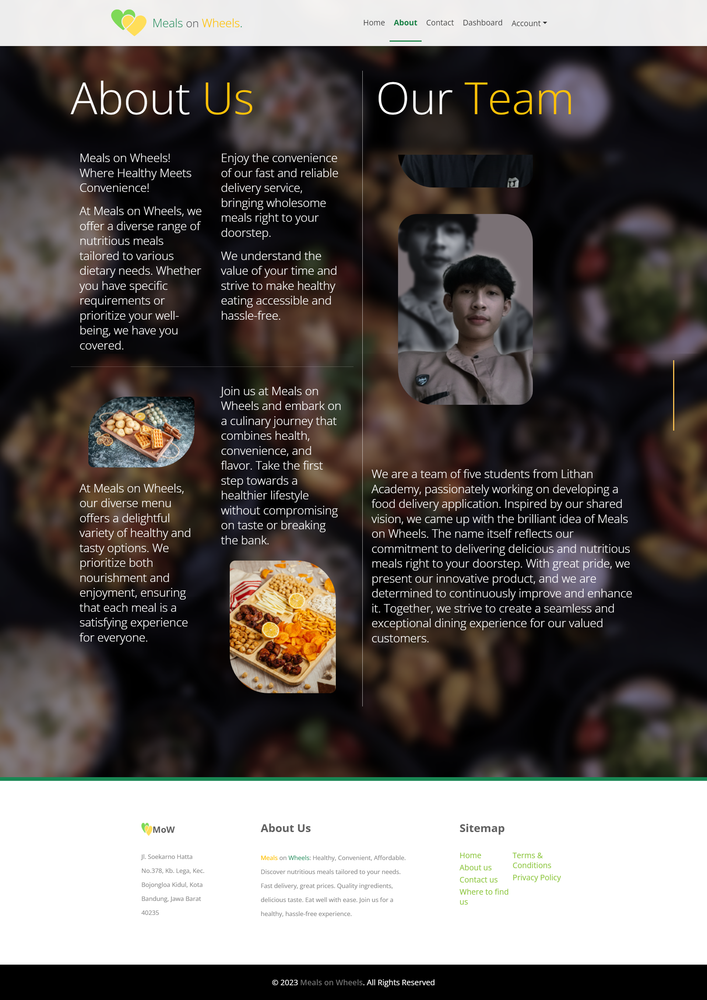 Meals on Wheels.
Home About Contact Dashboard Account
About Us
Meals on Wheels!
Where Healthy Meets
Convenience!
At Meals on Wheels, we
offer a diverse range of
nutritious meals
tailored to various
dietary needs. Whether
you have specific
requirements or
prioritize your well-
being, we have you
covered.
Enjoy the convenience
of our fast and reliable
delivery service,
bringing wholesome
meals right to your
doorstep.
We understand the
value of your time and
strive to make healthy
eating accessible and
hassle-free.
At Meals on Wheels,
our diverse menu
offers a delightful
variety of healthy and
tasty options. We
prioritize both
nourishment and
enjoyment, ensuring
that each meal is a
satisfying experience
for everyone.
Join us at Meals on
Wheels and embark on
a culinary journey that
combines health,
convenience, and
flavor. Take the first
step towards a
healthier lifestyle
without compromising
on taste or breaking
the bank.
Our Team
We are a team of five students from Lithan
Academy, passionately working on developing a
food delivery application. Inspired by our shared
vision, we came up with the brilliant idea of Meals
on Wheels. The name itself reflects our
commitment to delivering delicious and nutritious
meals right to your doorstep. With great pride, we
present our innovative product, and we are
determined to continuously improve and enhance
it. Together, we strive to create a seamless and
exceptional dining experience for our valued
customers.
MoW
Jl. Soekarno Hatta
No.378, Kb. Lega, Kec.
Bojongloa Kidul, Kota
Bandung, Jawa Barat
40235
About Us
Meals on Wheels: Healthy, Convenient, Affordable.
Discover nutritious meals tailored to your needs.
Fast delivery, great prices. Quality ingredients,
delicious taste. Eat well with ease. Join us for a
healthy, hassle-free experience.
Sitemap
Home
About us
Contact us
Where to find
us
Terms &
Conditions
Privacy Policy
© 2023 Meals on Wheels. All Rights Reserved